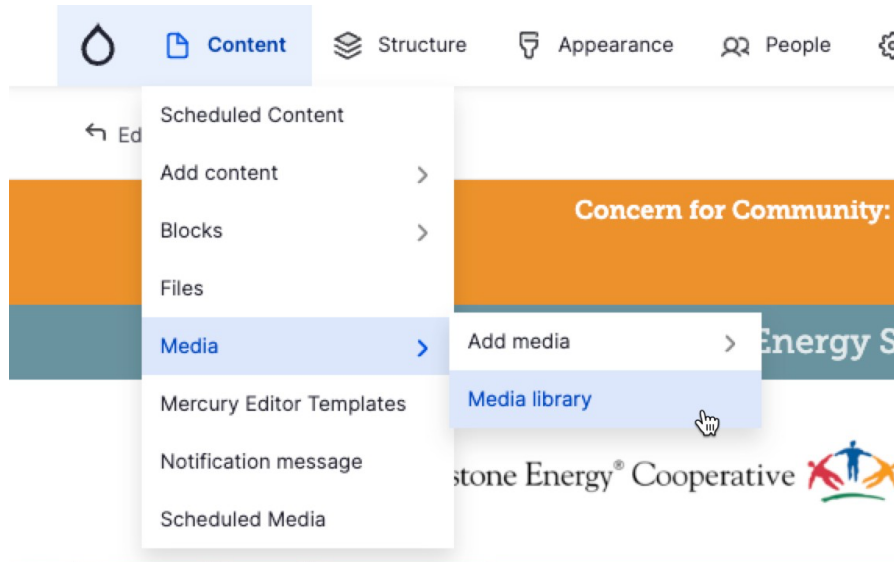 Content
Structure
Appearance
People
Ed
Scheduled Content
Add content
Blocks
Files
Media
Mercury Editor Templates
Notification message
Scheduled Media
Add media
Media library
Concern for Community:
Energy S
stone Energy® Cooperative